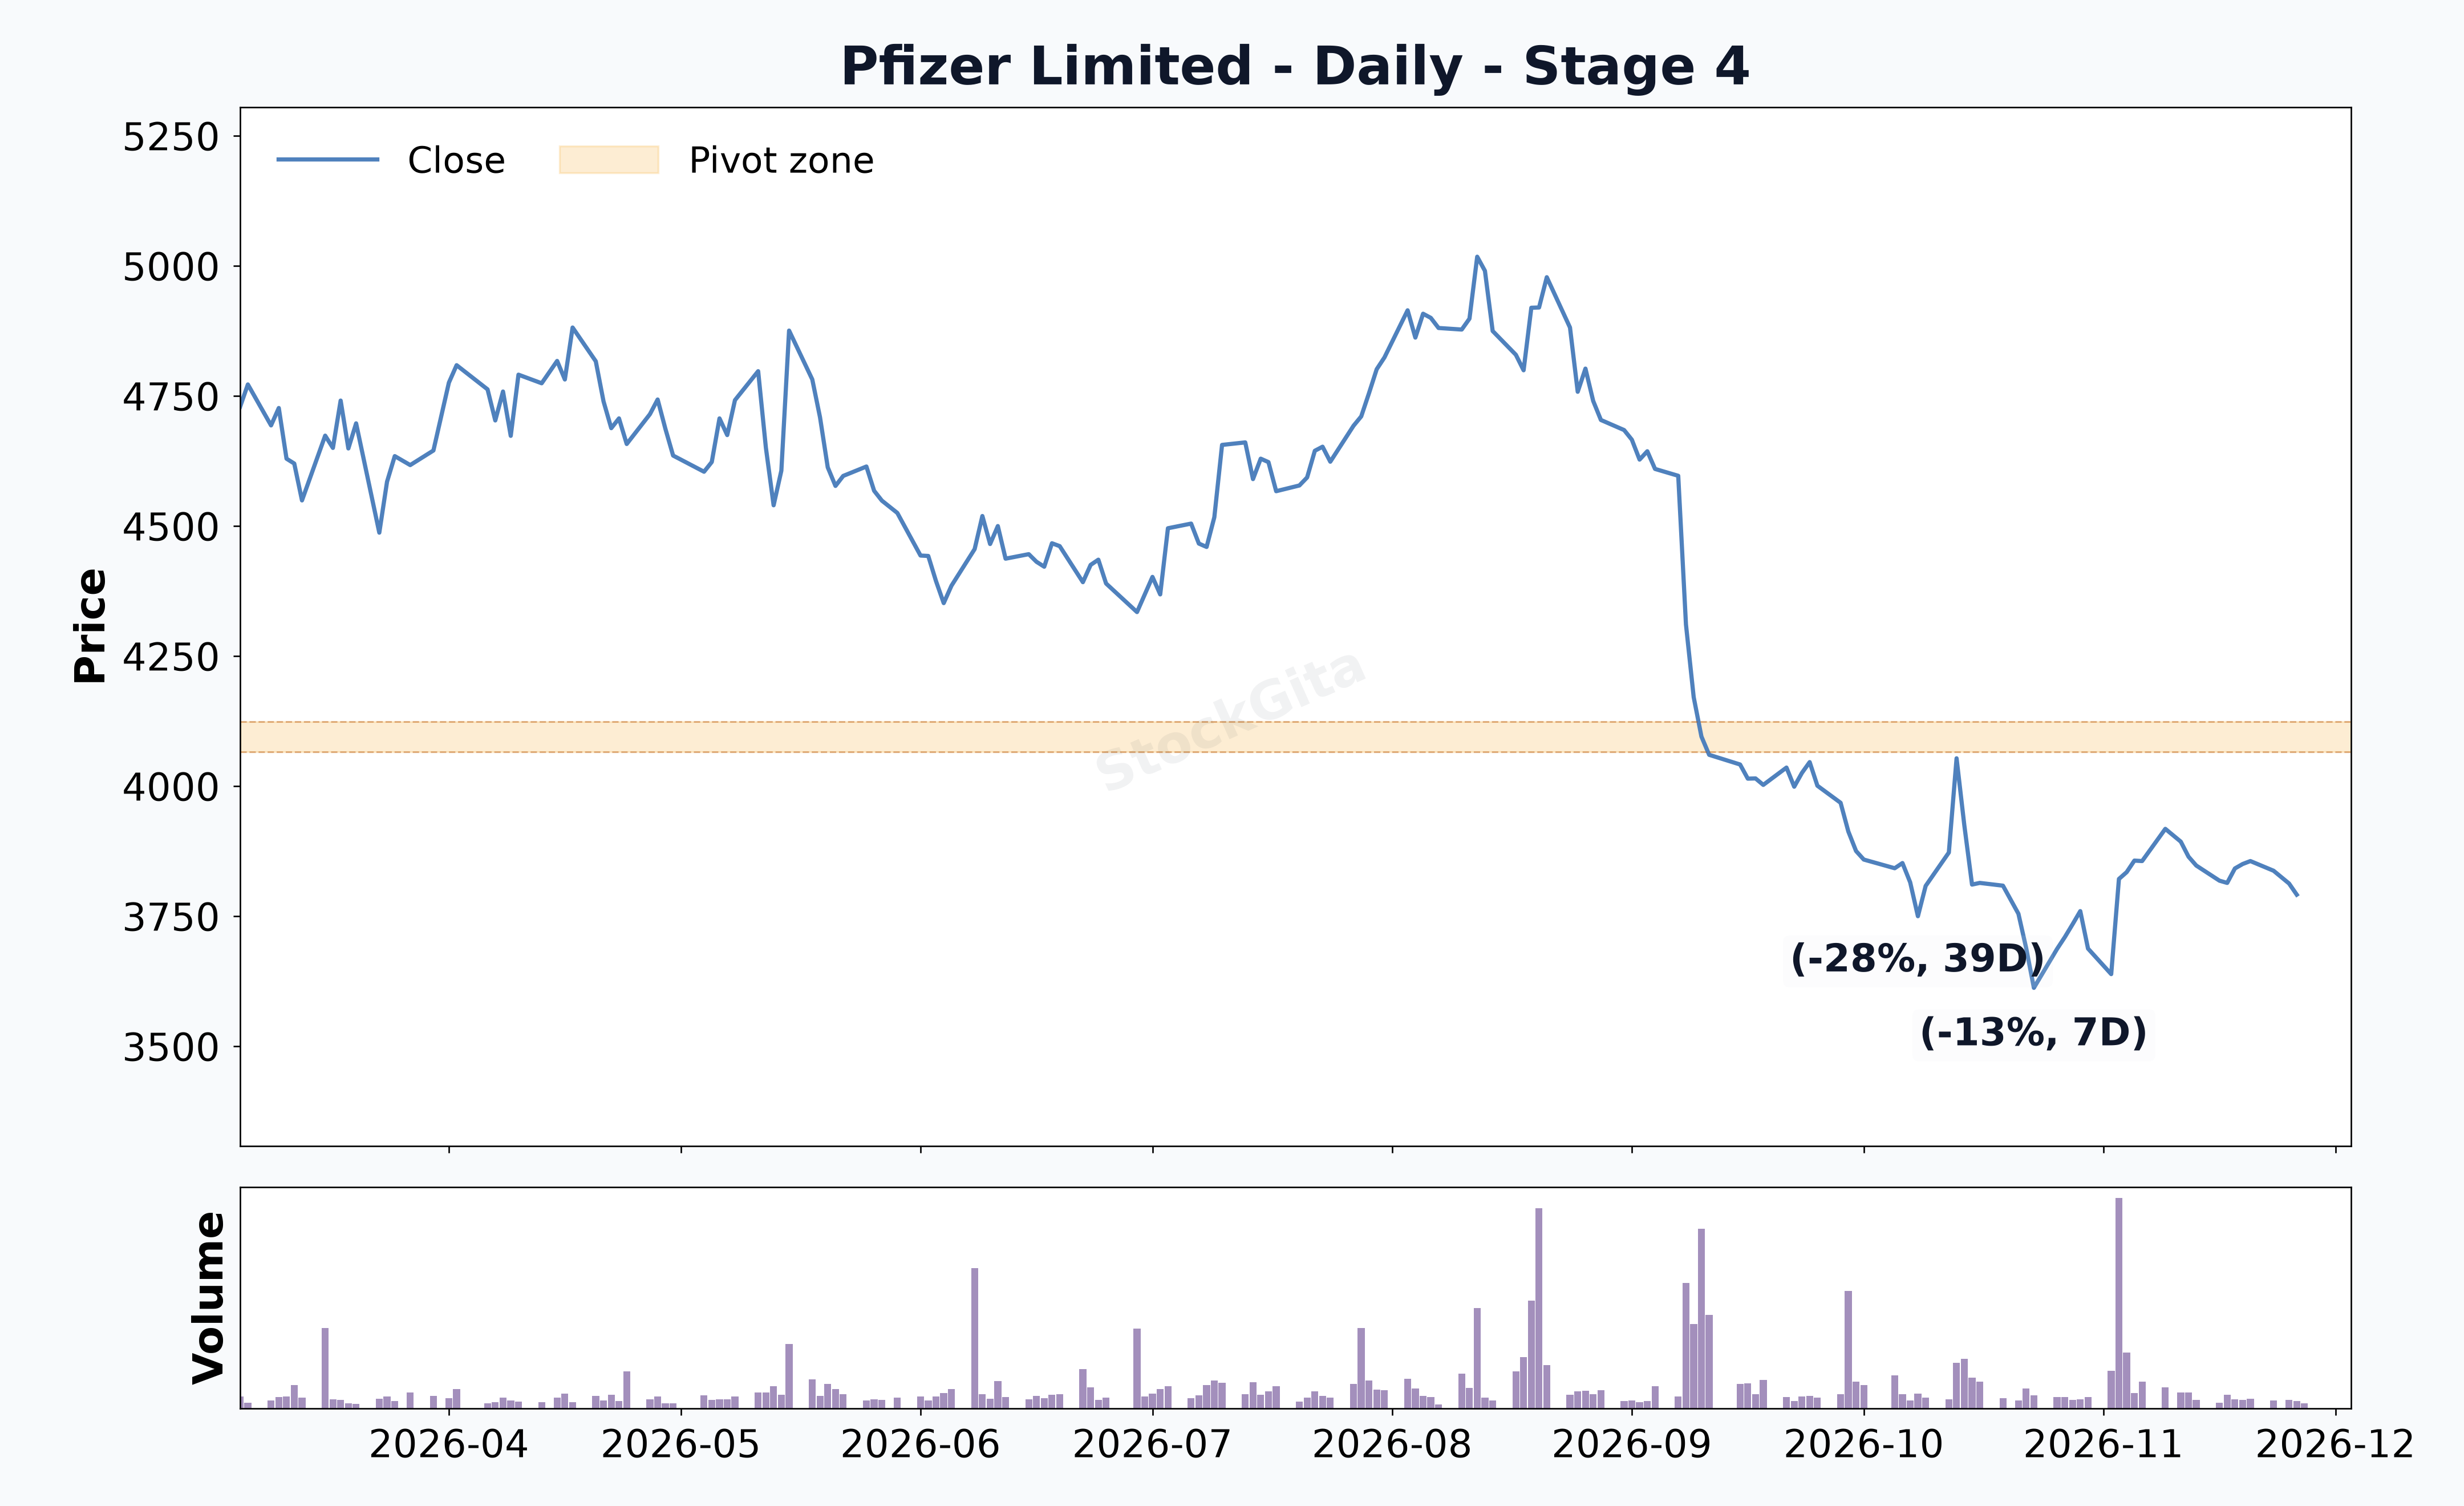 Pfizer Limited - Daily - Stage 4
Close
Pivot zone
Price
5250
5000
4750
4500
4250
4000
3750
3500
StockGita
(-28%, 39D)
(-13%, 7D)
Volume
2026-04
2026-05
2026-06
2026-07
2026-08
2026-09
2026-10
2026-11
2026-12